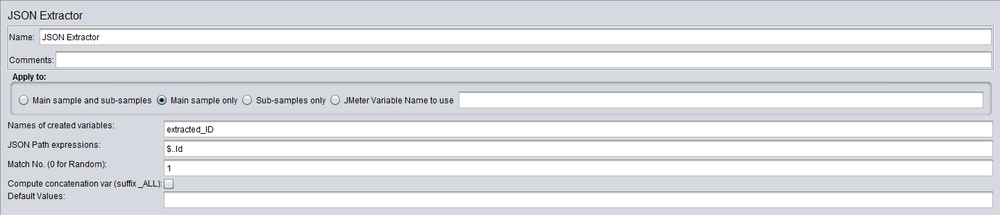 JSON Extractor
Name: JSON Extractor
Comments:
Apply to:
Main sample and sub-samples Main sample only Sub-samples only JMeter Variable Name to use
Names of created variables: extracted_ID
JSON Path expressions: $..Id
Match No. (0 for Random): 1
Compute concatenation var (suffix _ALL):
Default Values: